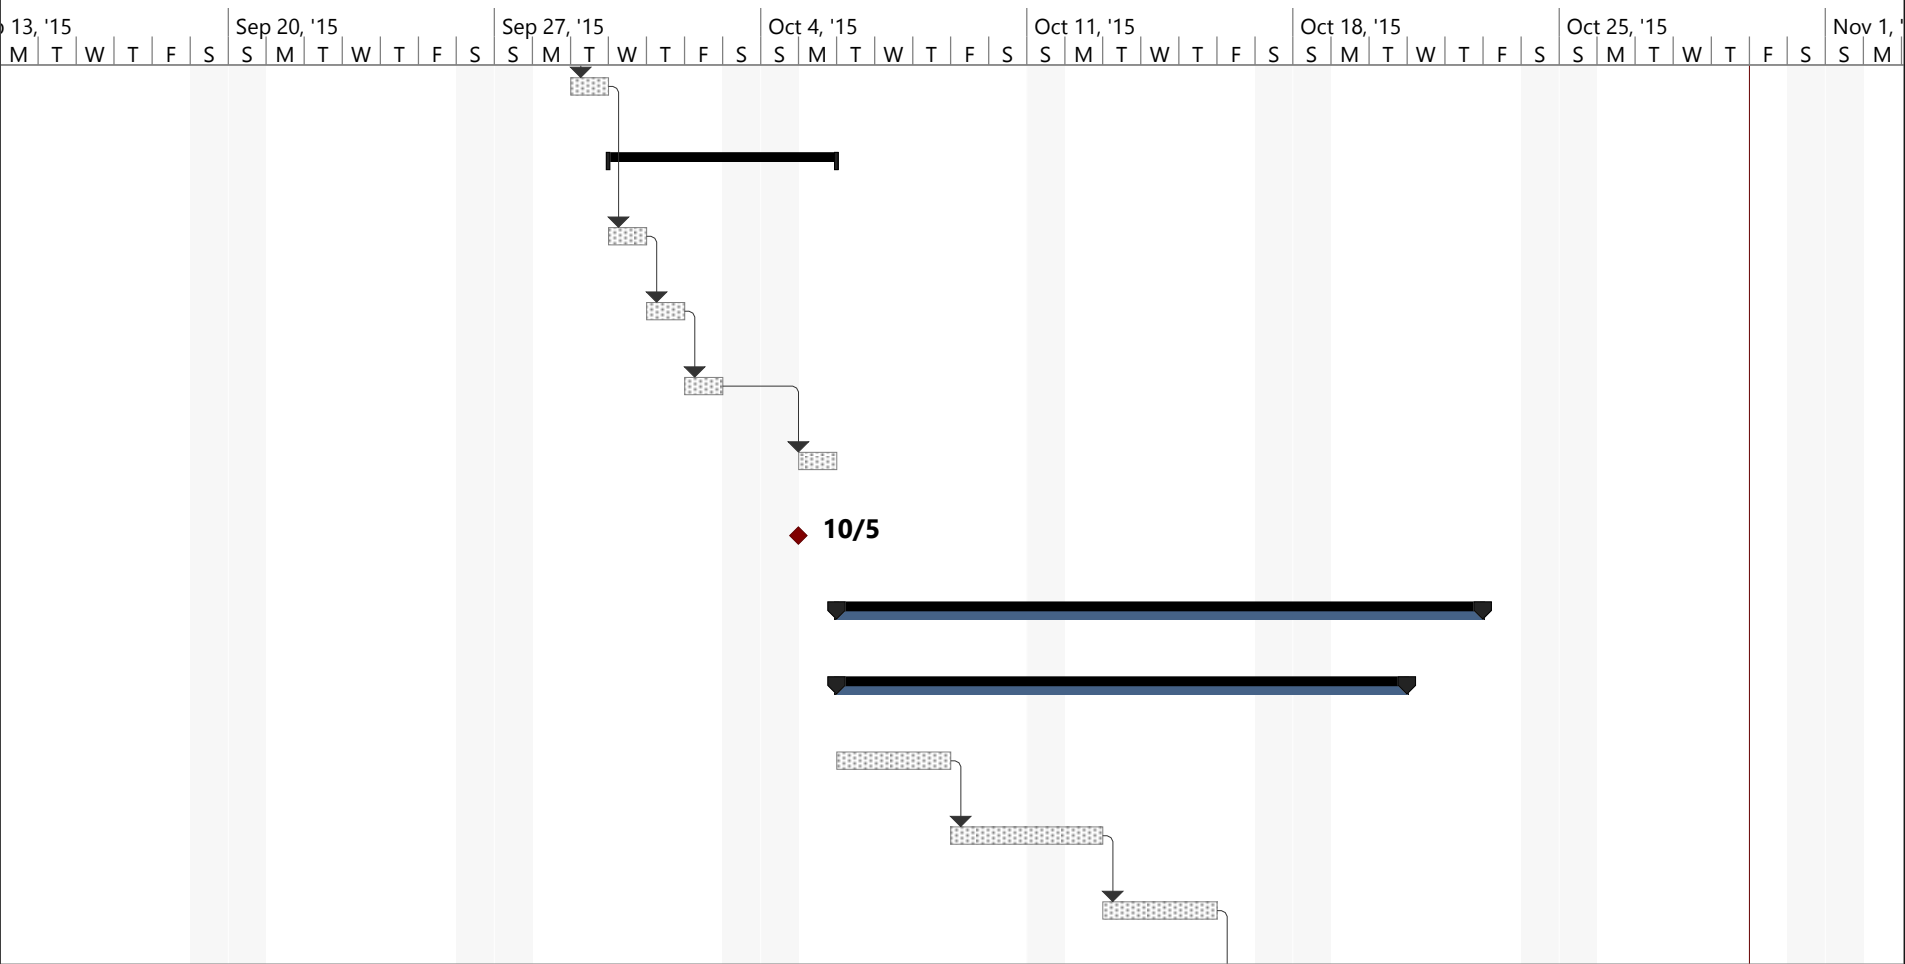 13, '15 Sep 20, '15 Sep 27, '15 Oct 4, '15 Oct 11, '15 Oct 18, '15 Oct 25, '15 Nov 1, '
M T W T F S S M T W T F S S M T W T F S S M T W T F S S M T W T F S S M T W T F S S M T W T F S S M
10/5